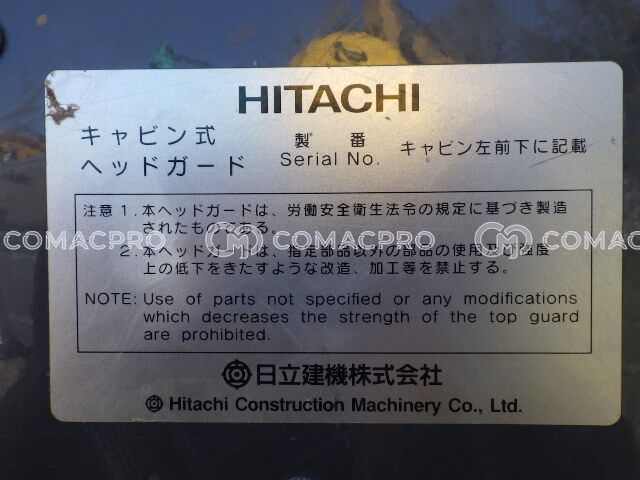 HITACHI
キャビン式
ヘッドガード
製 番
Serial No.
キャビン左前下に記載
注意 1. 本ヘッドガードは、労働安全衛生法令の規定に基づき製造
されたものである。
2. 本ヘッドガードは、指定部品以外の部品の使用及び強度
上の低下をきたすような改造、加工等を禁止する。
NOTE: Use of parts not specified or any modifications
which decreases the strength of the top guard
are prohibited.
日立建機株式会社
Hitachi Construction Machinery Co., Ltd.
COMACPRO COMACPRO COMACPRO